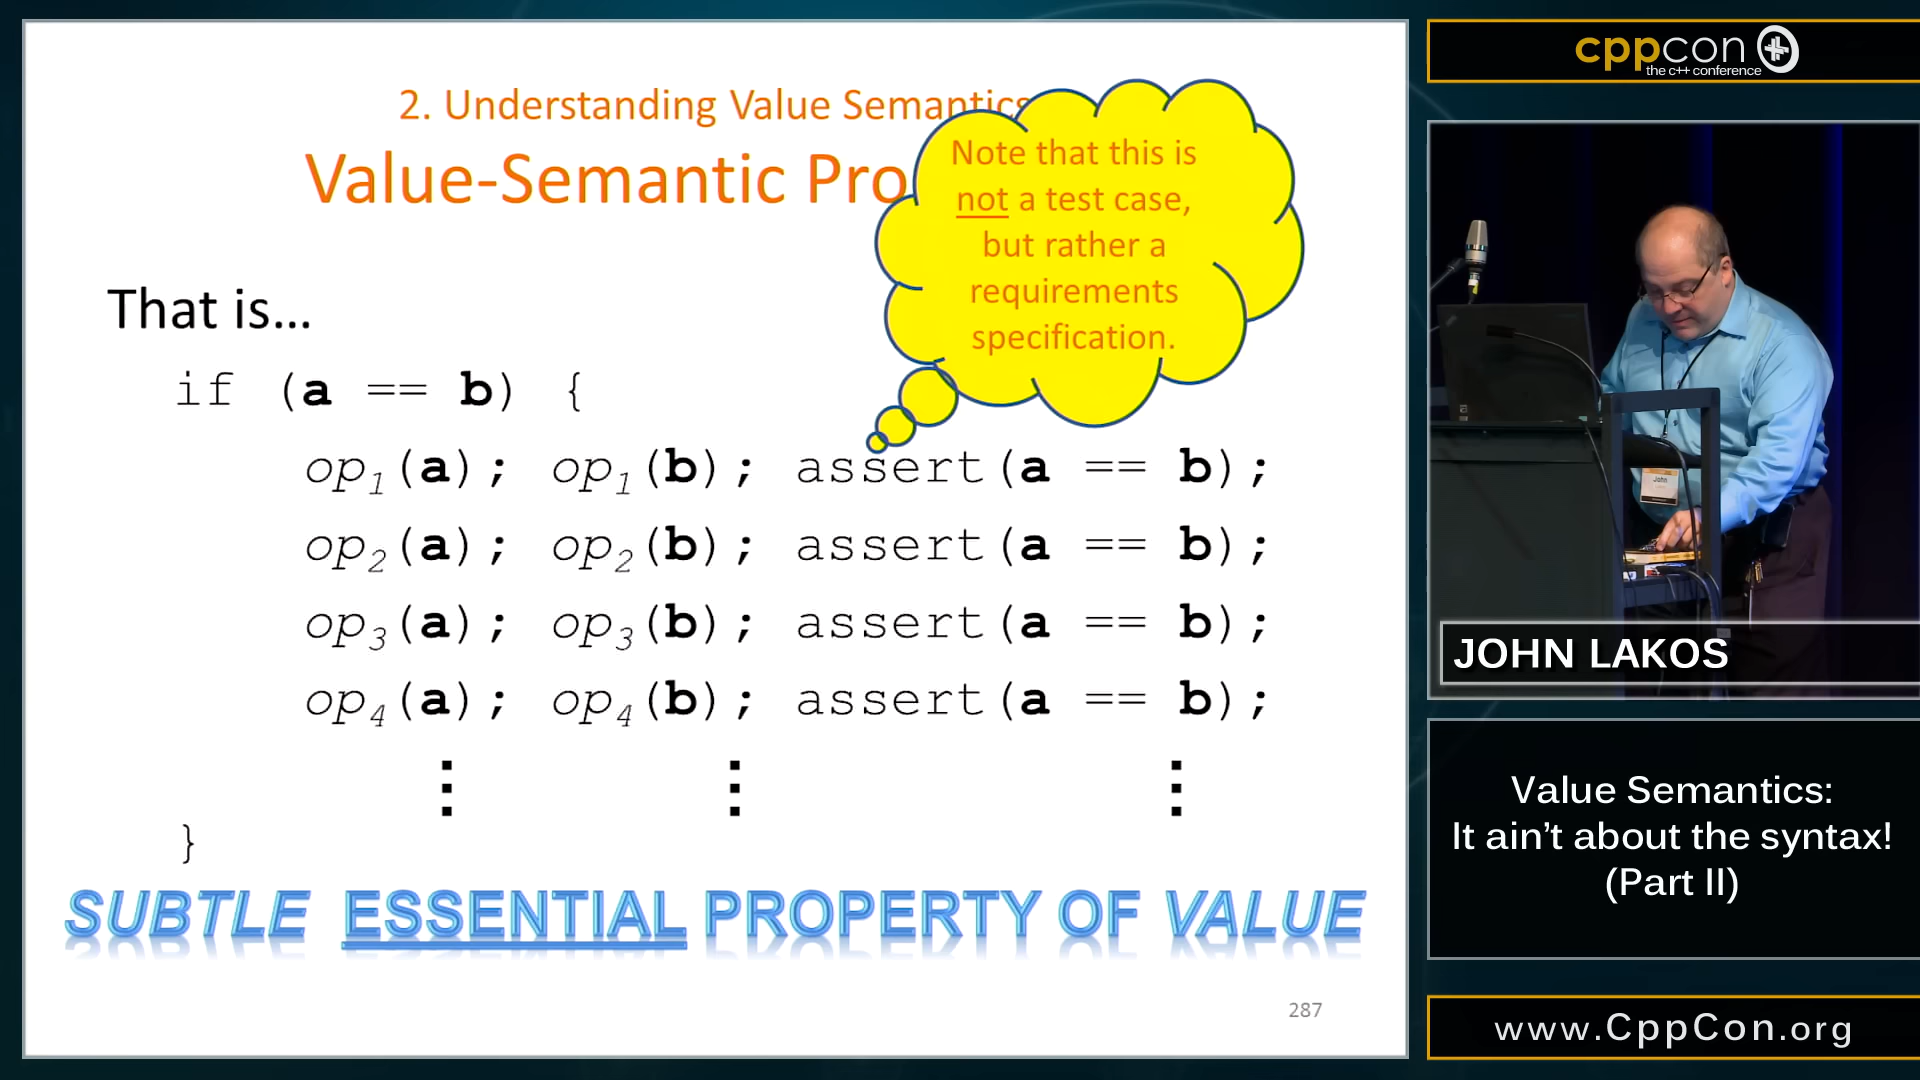 2. Understanding Value Semantics
Value-Semantic Pro
Note that this is
not a test case,
but rather a
requirements
specification.
That is…
if (a == b) {
op1(a); op1(b); assert(a == b);
op2(a); op2(b); assert(a == b);
op3(a); op3(b); assert(a == b);
op4(a); op4(b); assert(a == b);
⋮ ⋮ ⋮
}
SUBTLE ESSENTIAL PROPERTY OF VALUE
287
cppcon
the c++ conference
John
JOHN LAKOS
Value Semantics:
It ain’t about the syntax!
(Part II)
www.CppCon.org